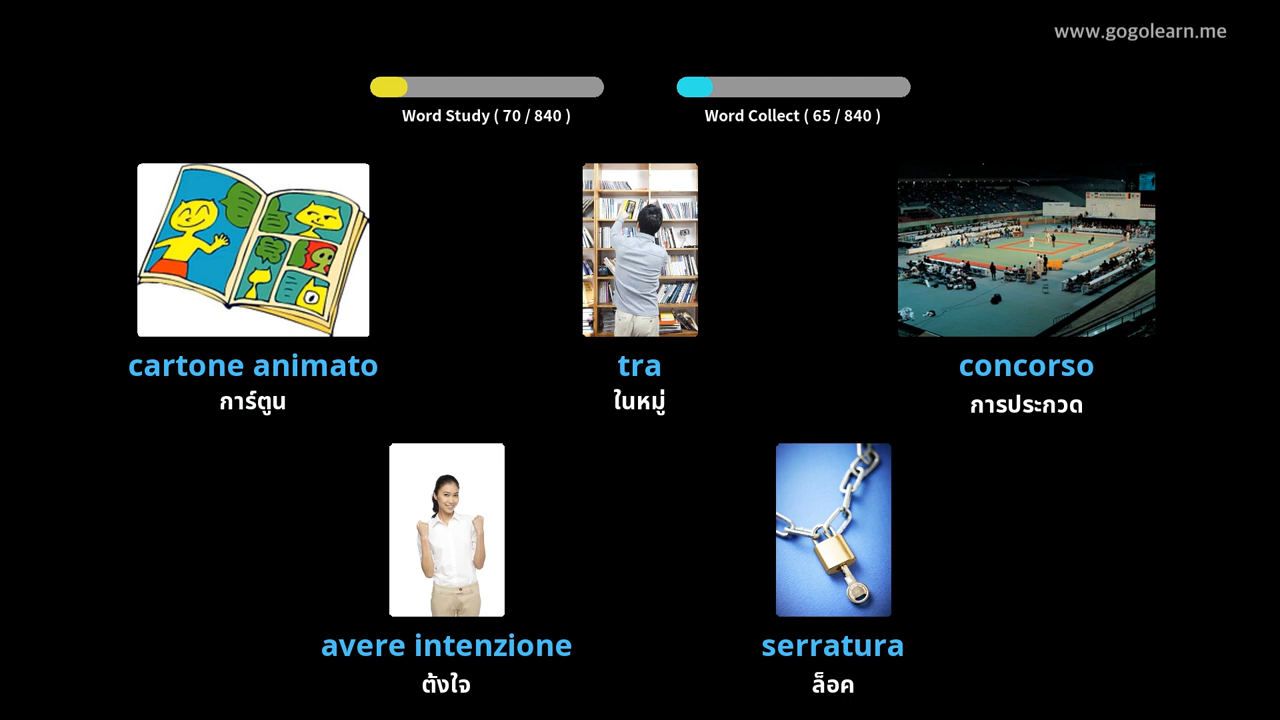 www.gogolearn.me
Word Study ( 70 / 840 )
Word Collect ( 65 / 840 )
cartone animato
การ์ตูน
tra
ในหมู่
concorso
การประกวด
avere intenzione
ตั้งใจ
serratura
ล็อค